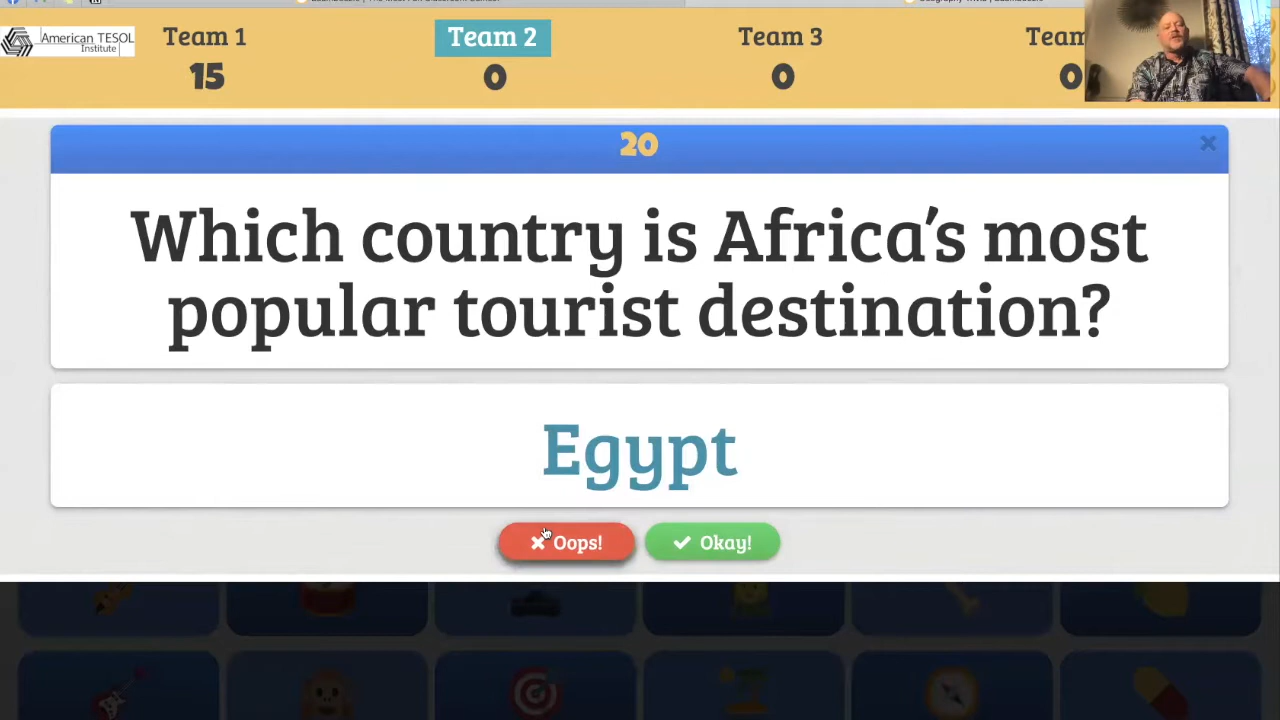 American TESOL
Institute
Team 1
15
Team 2
0
Team 3
0
Team
0
20
Which country is Africa's most
popular tourist destination?
Egypt
Oops!
Okay!